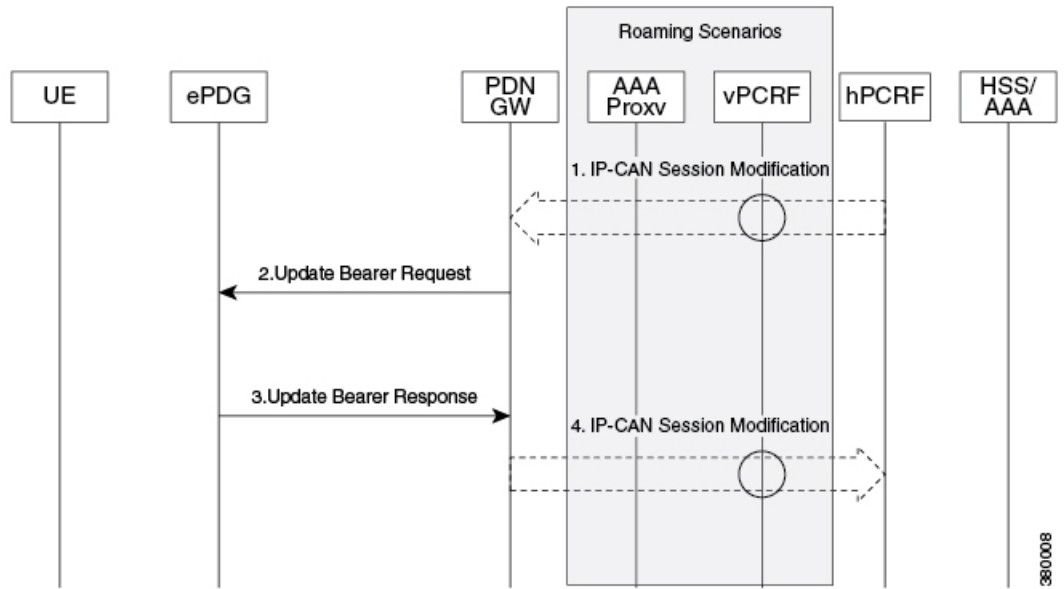 Roaming Scenarios
UE
ePDG
PDN
GW
AAA
Proxv
vPCRF
hPCRF
HSS/
AAA
1. IP-CAN Session Modification
2.Update Bearer Request
3.Update Bearer Response
4. IP-CAN Session Modification
380008